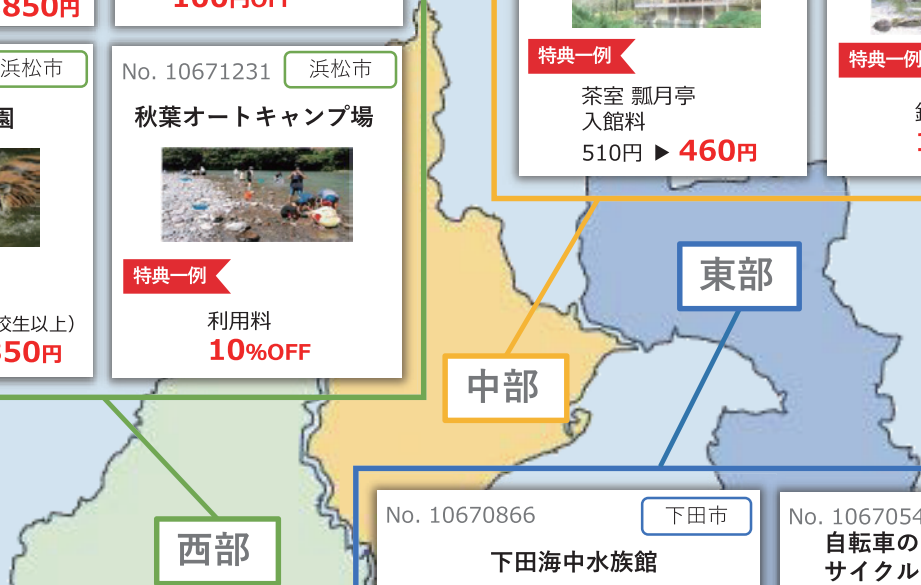 850円
100円OFF
浜松市
園
校生以上）
50円
No. 10671231
浜松市
秋葉オートキャンプ場
特典一例
利用料
10%OFF
特典一例
茶室 瓢月亭
入館料
510円 ▶ 460円
特典一例
東部
中部
西部
No. 10670866
下田市
下田海中水族館
No. 1067054
自転車の
サイクル